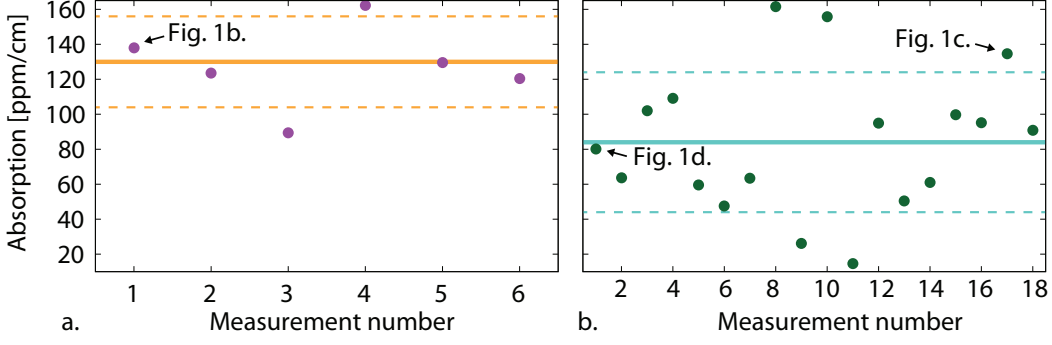 Absorption [ppm/cm]
160
140
120
100
80
60
40
20
Fig. 1b.
1 2 3 4 5 6
a. Measurement number
Fig. 1c.
Fig. 1d.
2 4 6 8 10 12 14 16 18
b. Measurement number